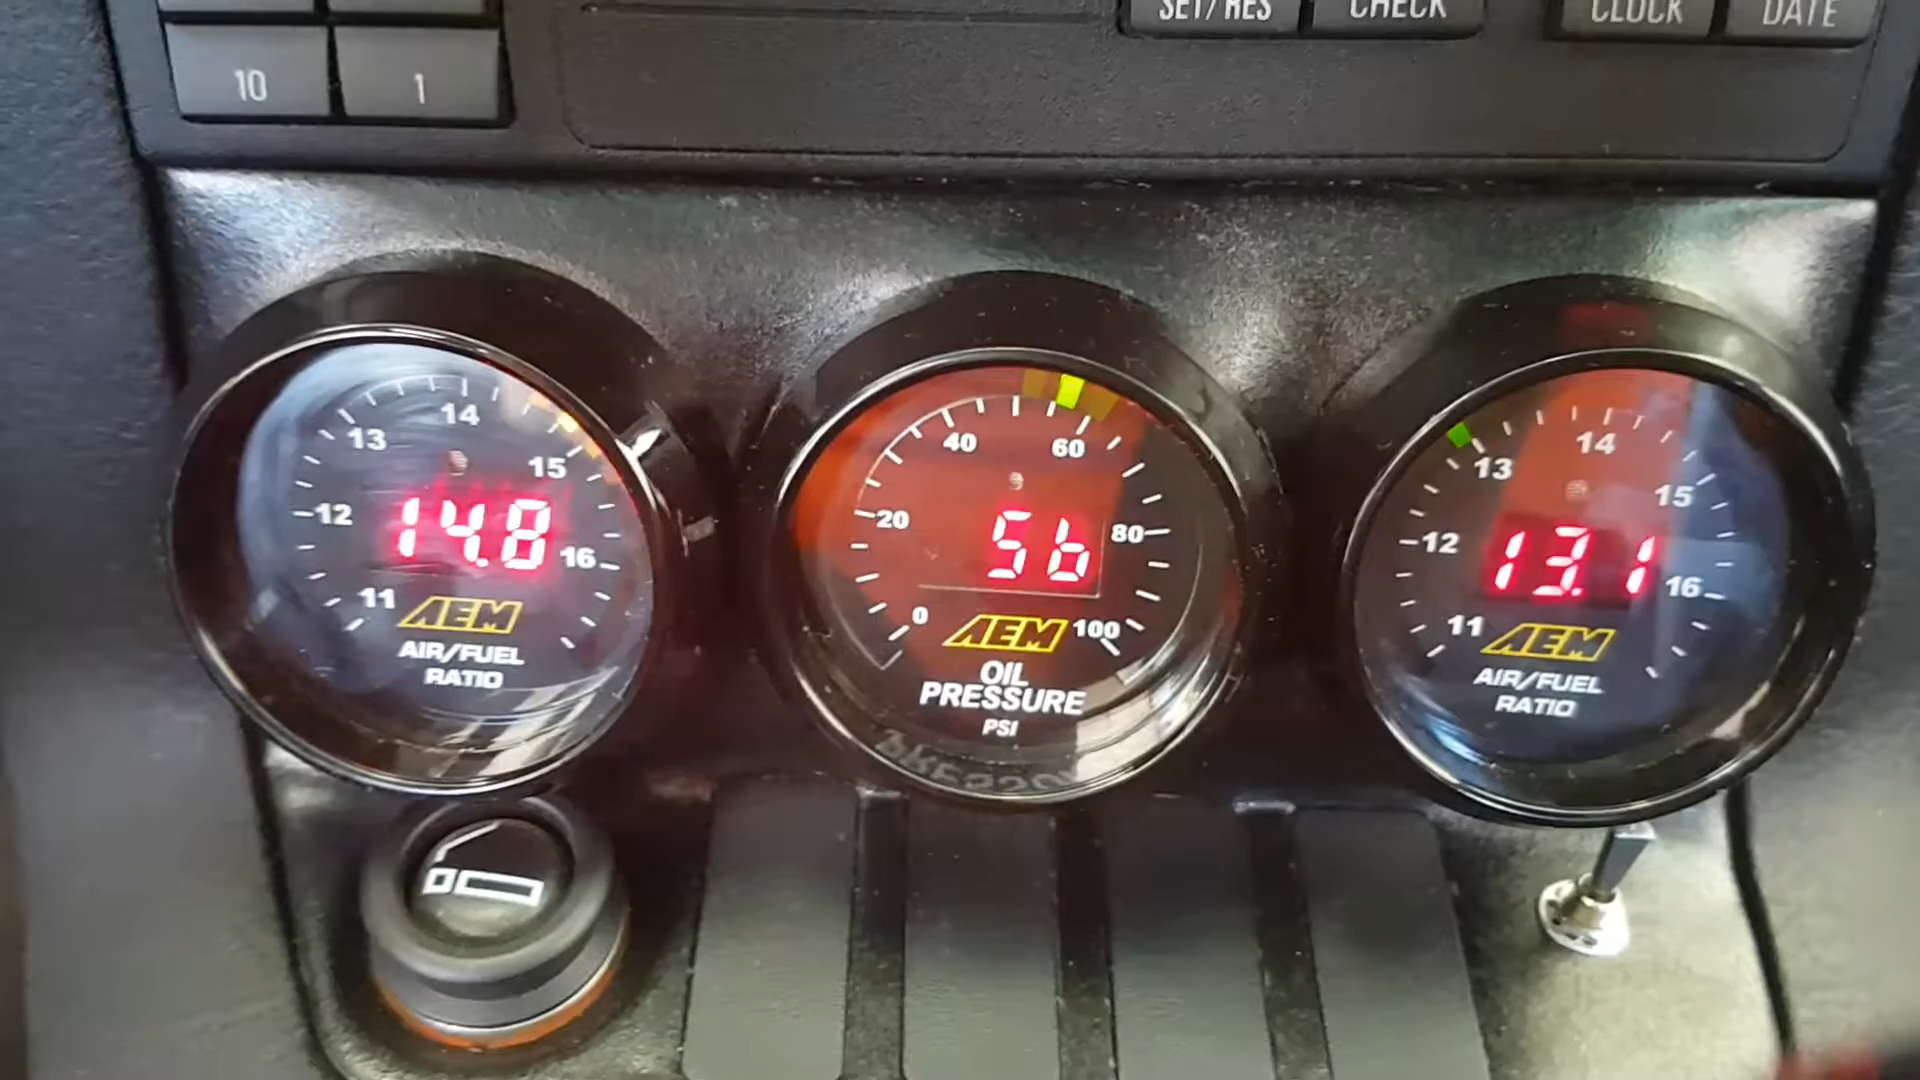 SET/RES CHECK CLOCK DATE
10 1
14
13
15
12
14.8
16
11
AEM
AIR/FUEL
RATIO
40
60
20
56
80
0
AEM
100
OIL
PRESSURE
PSI
14
13
15
12
13.1
16
11
AEM
AIR/FUEL
RATIO